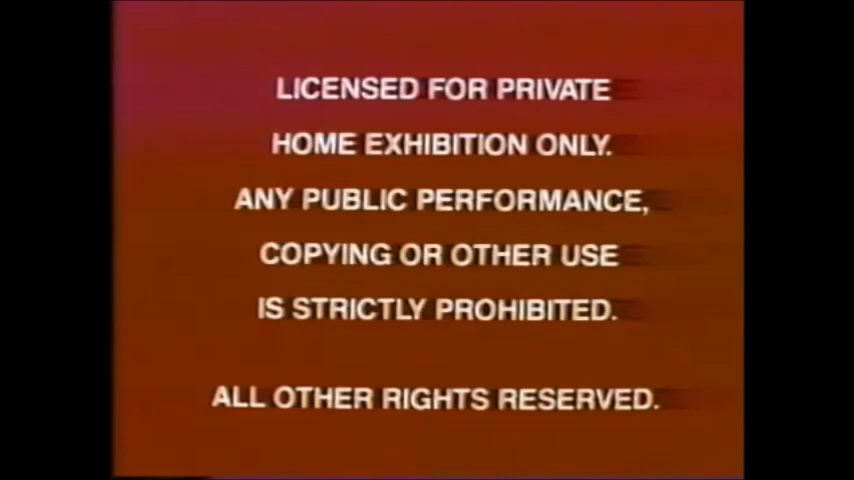 LICENSED FOR PRIVATE
HOME EXHIBITION ONLY.
ANY PUBLIC PERFORMANCE,
COPYING OR OTHER USE
IS STRICTLY PROHIBITED.
ALL OTHER RIGHTS RESERVED.